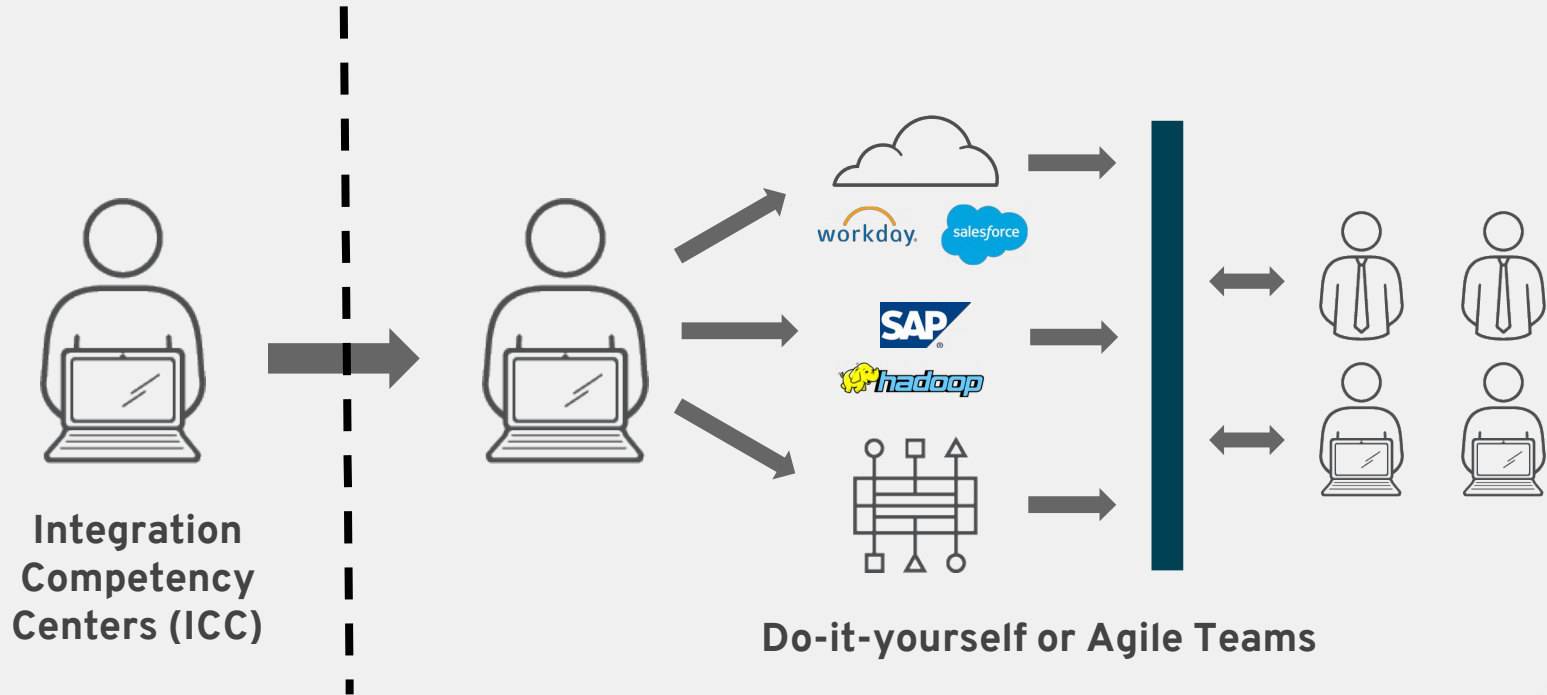 workday.
salesforce
SAP
®
hadoop
Integration
Competency
Centers (ICC)
Do-it-yourself or Agile Teams